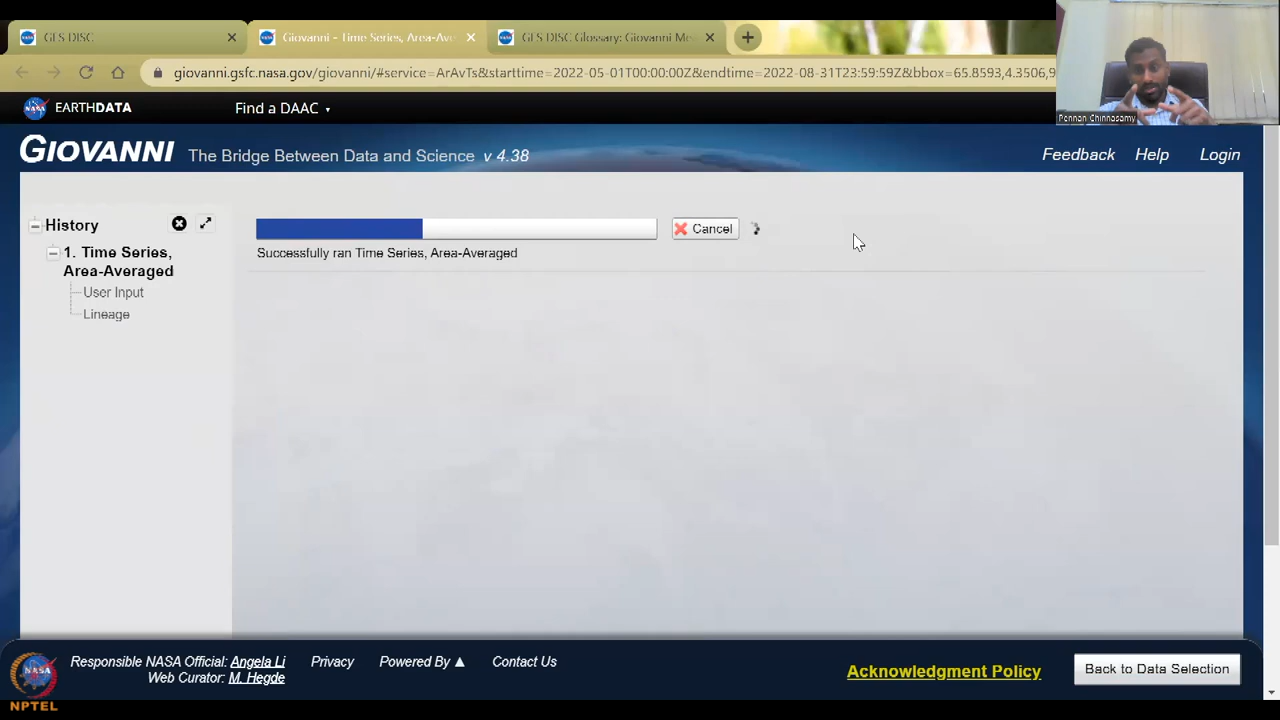 GES DISC
Giovanni - Time Series, Area-Ave
GES DISC Glossary: Giovanni Me
giovanni.gsfc.nasa.gov/giovanni/#service=ArAvTs&starttime=2022-05-01T00:00:00Z&endtime=2022-08-31T23:59:59Z&bbox=65.8593,4.3506,9
Pennan Chinnasamy
NASA
EARTHDATA
Find a DAAC
GIOVANNI The Bridge Between Data and Science v 4.38
Feedback Help Login
History
1. Time Series,
Area-Averaged
User Input
Lineage
Cancel
Successfully ran Time Series, Area-Averaged
NASA
Responsible NASA Official: Angela Li
Web Curator: M. Hegde
Privacy
Powered By ▲
Contact Us
Acknowledgment Policy
Back to Data Selection
NPTEL